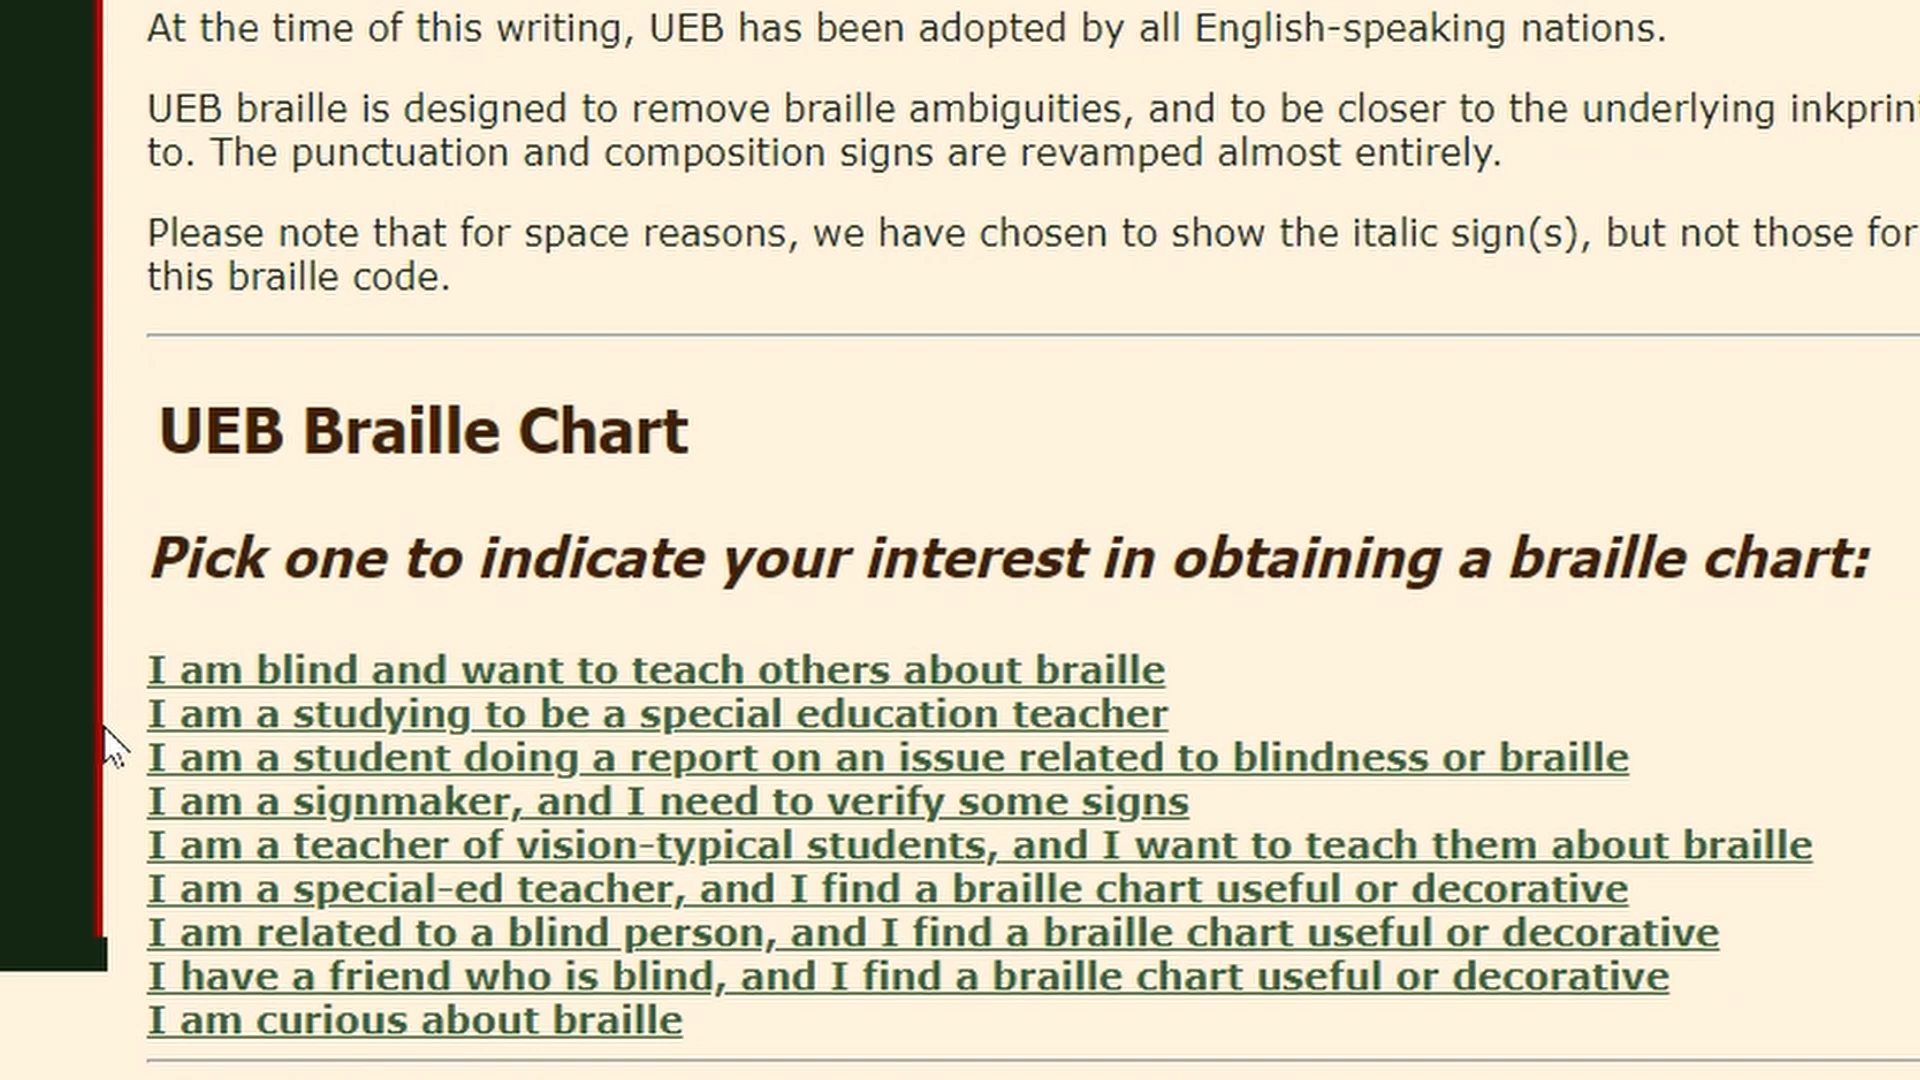 At the time of this writing, UEB has been adopted by all English-speaking nations.
UEB braille is designed to remove braille ambiguities, and to be closer to the underlying
to. The punctuation and composition signs are revamped almost entirely.
Please note that for space reasons, we have chosen to show the italic sign(s), but not those for
this braille code.
UEB Braille Chart
Pick one to indicate your interest in obtaining a braille chart:
I am blind and want to teach others about braille
I am a studying to be a special education teacher
I am a student doing a report on an issue related to blindness or braille
I am a signmaker, and I need to verify some signs
I am a teacher of vision-typical students, and I want to teach them about braille
I am a special-ed teacher, and I find a braille chart useful or decorative
I am related to a blind person, and I find a braille chart useful or decorative
I have a friend who is blind, and I find a braille chart useful or decorative
I am curious about braille